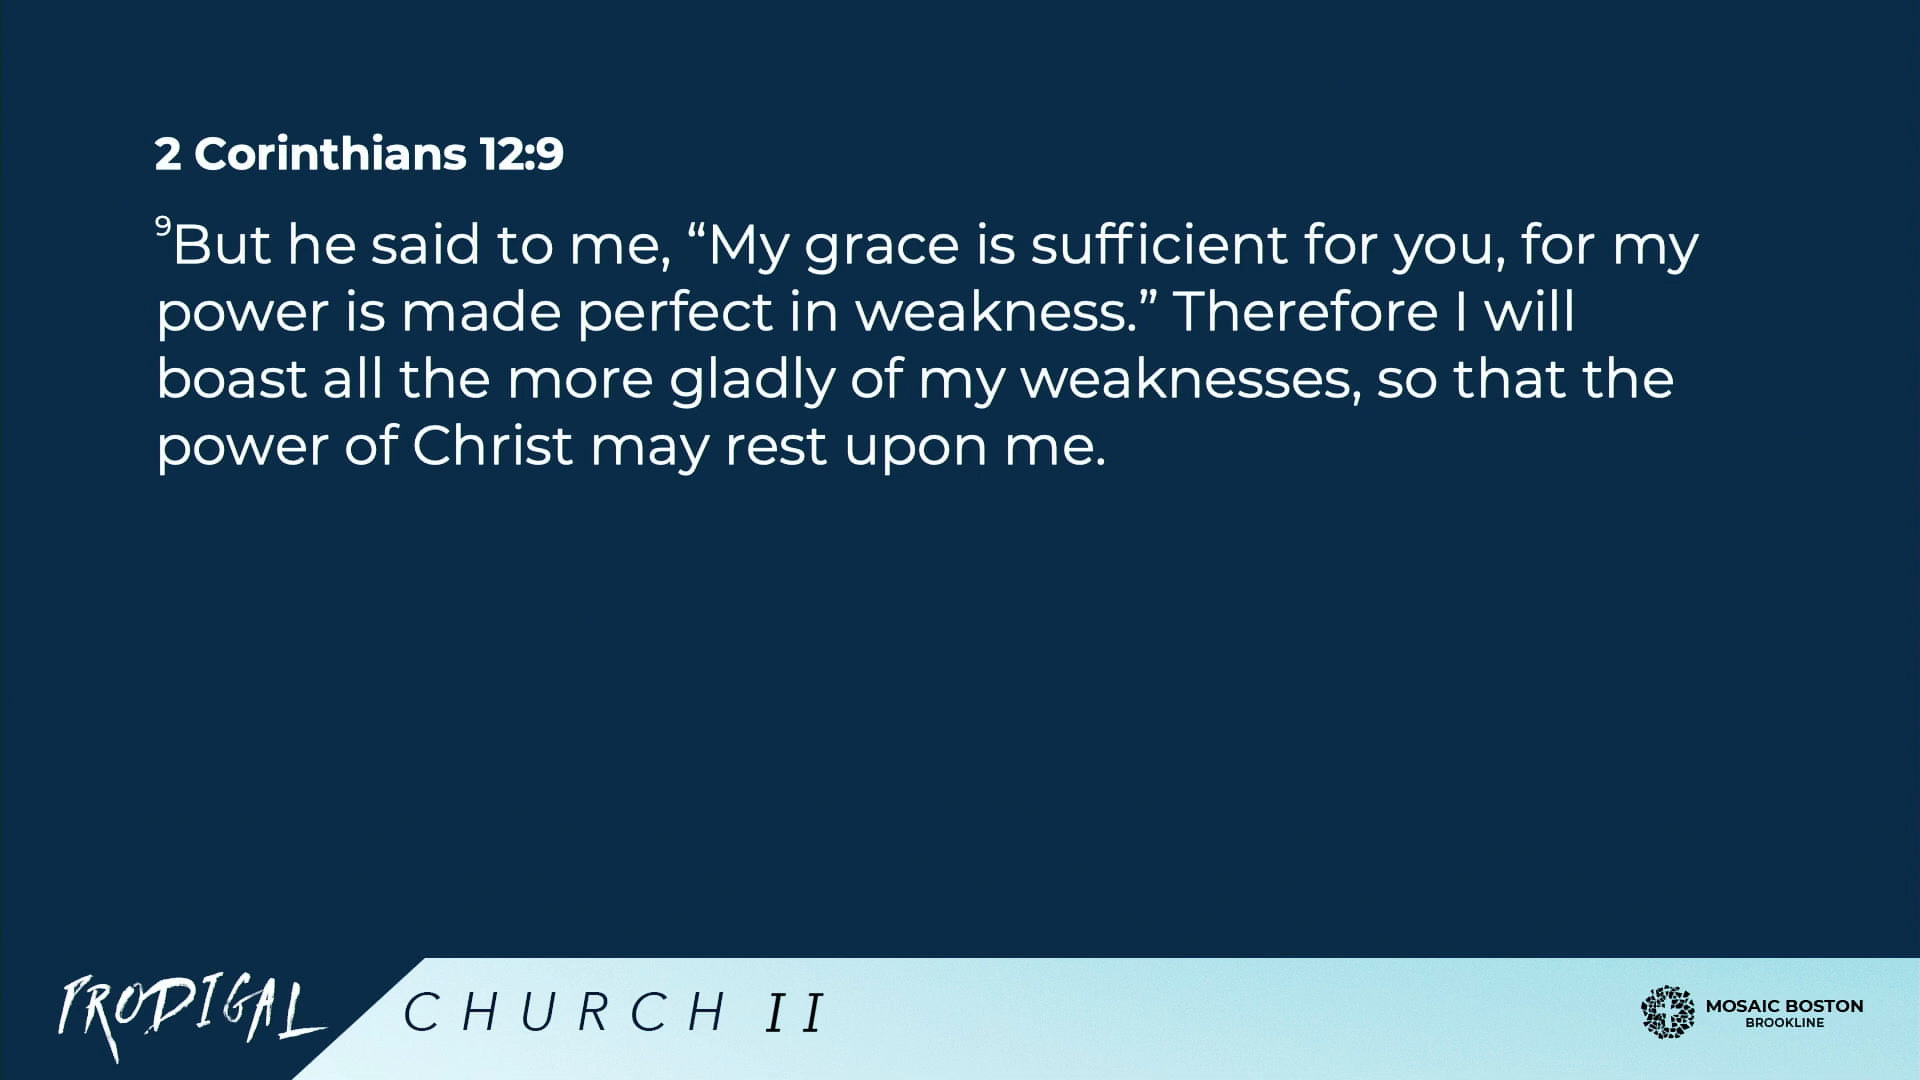 2 Corinthians 12:9
⁹But he said to me, “My grace is sufficient for you, for my
power is made perfect in weakness.” Therefore I will
boast all the more gladly of my weaknesses, so that the
power of Christ may rest upon me.
PRODIGAL CHURCH II
MOSAIC BOSTON
BROOKLINE